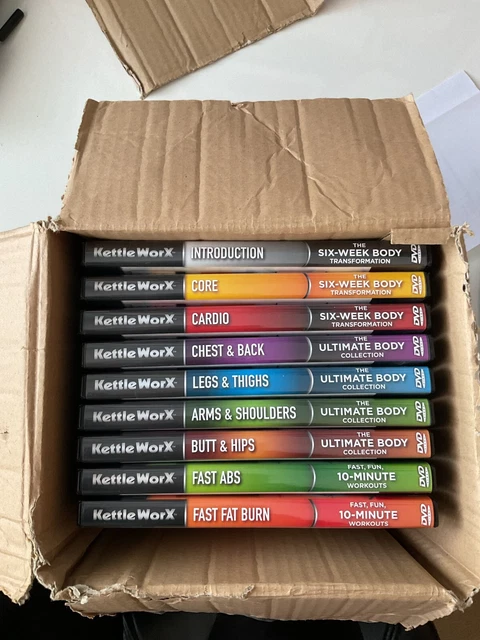 KettleWorX INTRODUCTION THE
SIX-WEEK BODY
TRANSFORMATION
DVD
KettleWorX CORE THE
SIX-WEEK BODY
TRANSFORMATION
DVD
KettleWorX CARDIO THE
SIX-WEEK BODY
TRANSFORMATION
DVD
KettleWorX CHEST & BACK THE
ULTIMATE BODY
COLLECTION
DVD
KettleWorX LEGS & THIGHS THE
ULTIMATE BODY
COLLECTION
DVD
KettleWorX ARMS & SHOULDERS THE
ULTIMATE BODY
COLLECTION
DVD
KettleWorX BUTT & HIPS THE
ULTIMATE BODY
COLLECTION
DVD
KettleWorX FAST ABS FAST, FUN,
10-MINUTE
WORKOUTS
DVD
KettleWorX FAST FAT BURN FAST, FUN,
10-MINUTE
WORKOUTS
DVD